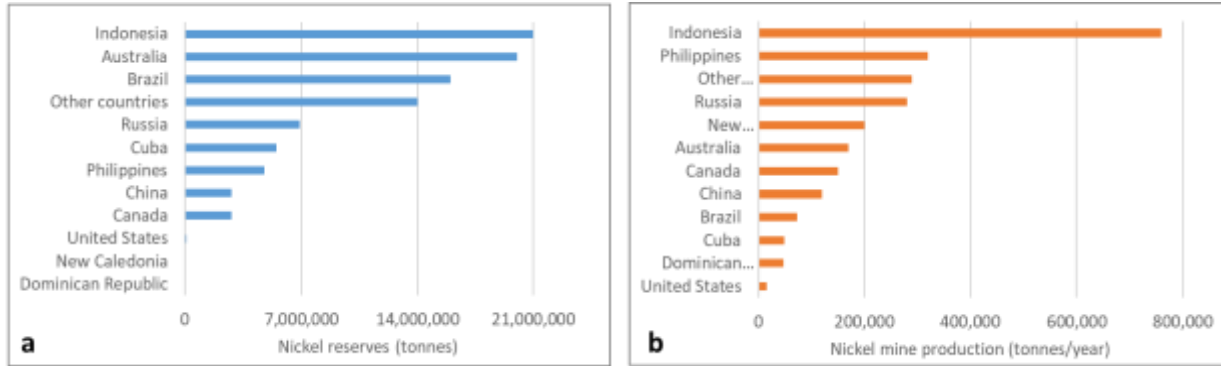 Indonesia
Australia
Brazil
Other countries
Russia
Cuba
Philippines
China
Canada
United States
New Caledonia
Dominican Republic
0 7,000,000 14,000,000 21,000,000
a Nickel reserves (tonnes)
Indonesia
Philippines
Other...
Russia
New...
Australia
Canada
China
Brazil
Cuba
Dominican...
United States
0 200,000 400,000 600,000 800,000
b Nickel mine production (tonnes/year)